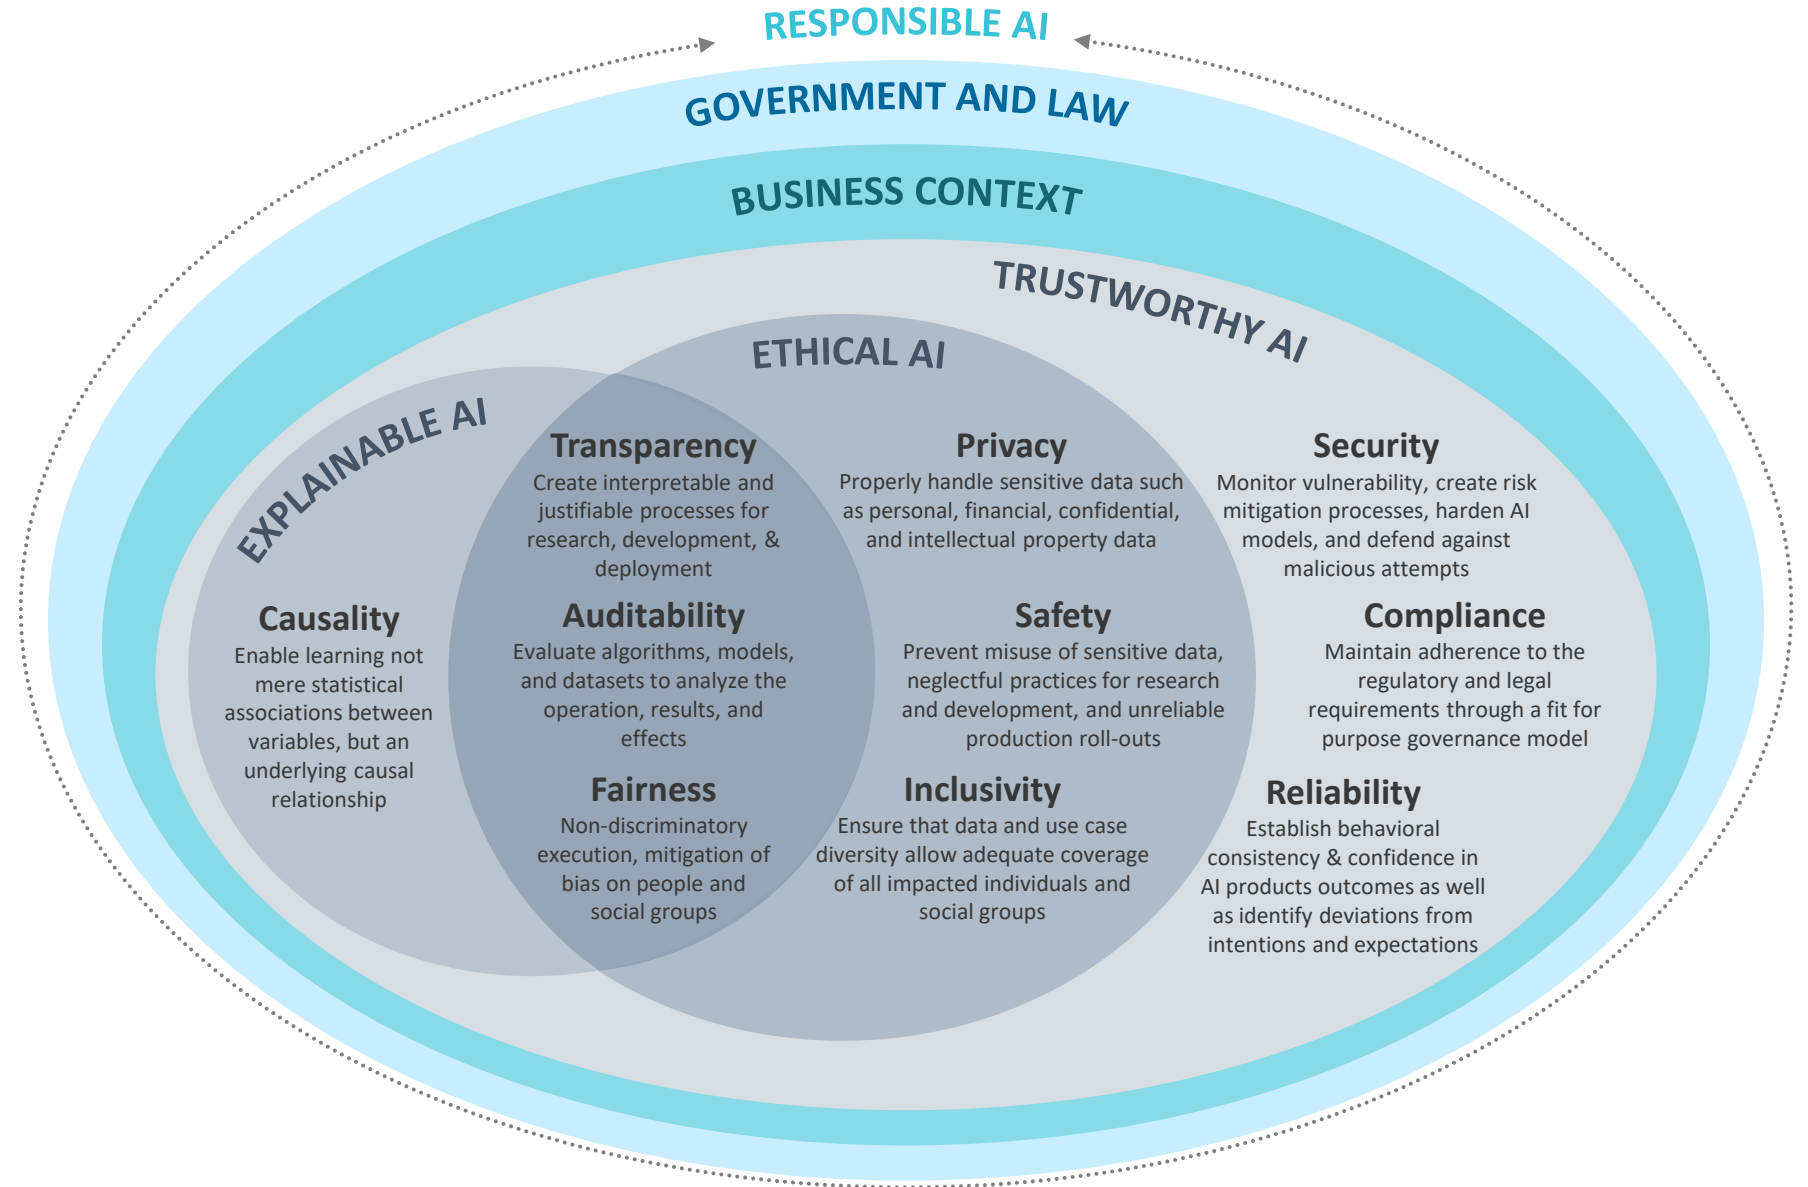 RESPONSIBLE AI
GOVERNMENT AND LAW
BUSINESS CONTEXT
TRUSTWORTHY AI
ETHICAL AI
EXPLAINABLE AI
Causality
Enable learning not
mere statistical
associations between
variables, but an
underlying causal
relationship
Transparency
Create interpretable and
justifiable processes for
research, development, &
deployment
Auditability
Evaluate algorithms, models,
and datasets to analyze the
operation, results, and
effects
Fairness
Non-discriminatory
execution, mitigation of
bias on people and
social groups
Privacy
Properly handle sensitive data such
as personal, financial, confidential,
and intellectual property data
Safety
Prevent misuse of sensitive data,
neglectful practices for research
and development, and unreliable
production roll-outs
Inclusivity
Ensure that data and use case
diversity allow adequate coverage
of all impacted individuals and
social groups
Security
Monitor vulnerability, create risk
mitigation processes, harden AI
models, and defend against
malicious attempts
Compliance
Maintain adherence to the
regulatory and legal
requirements through a fit for
purpose governance model
Reliability
Establish behavioral
consistency & confidence in
AI products outcomes as well
as identify deviations from
intentions and expectations